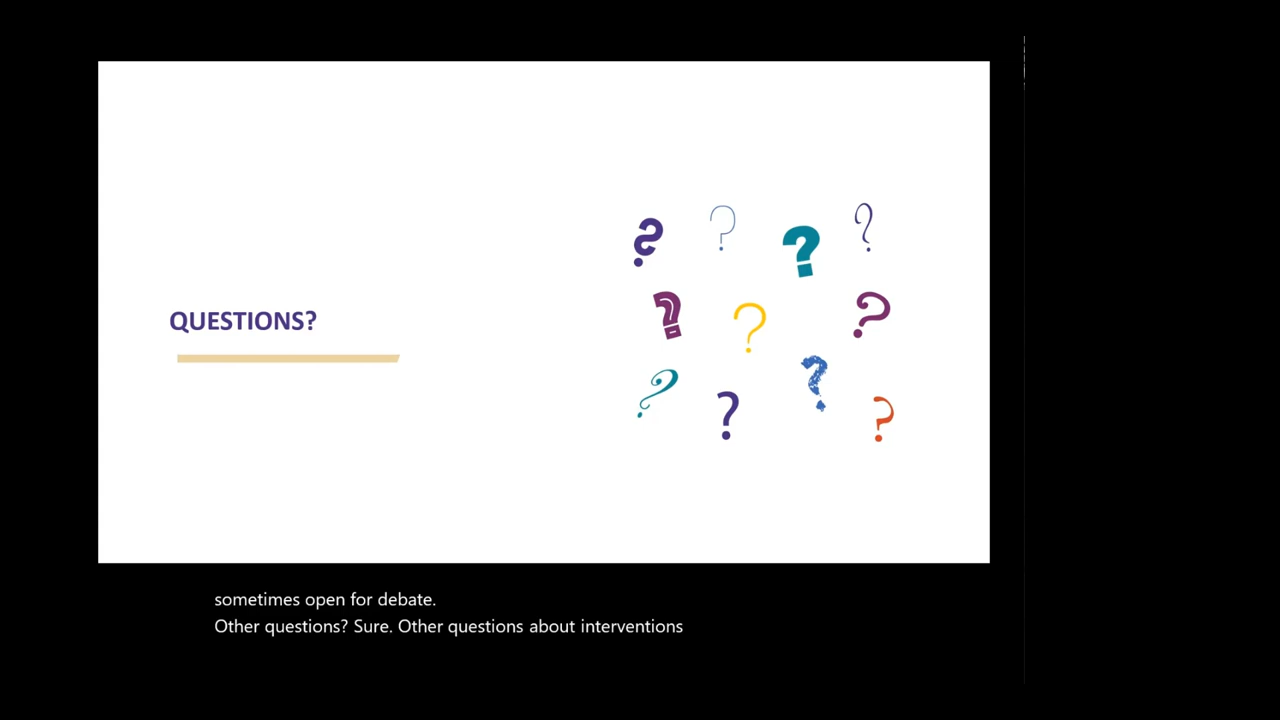 ? ? ? ?
QUESTIONS?
? ? ?
? ? ? ?
sometimes open for debate.
Other questions? Sure. Other questions about interventions